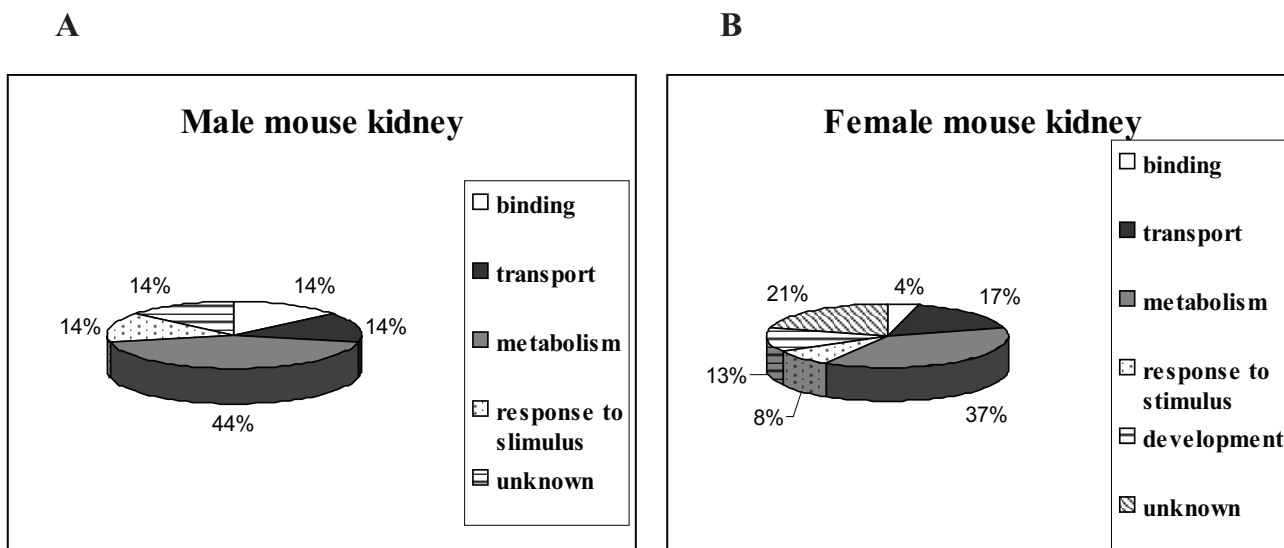 A
B
Male mouse kidney
14%
14%
14%
14%
44%
binding
transport
metabolism
response to
slimulus
unknown
Female mouse kidney
21%
4%
17%
13%
8%
37%
binding
transport
metabolism
response to
stimulus
development
unknown